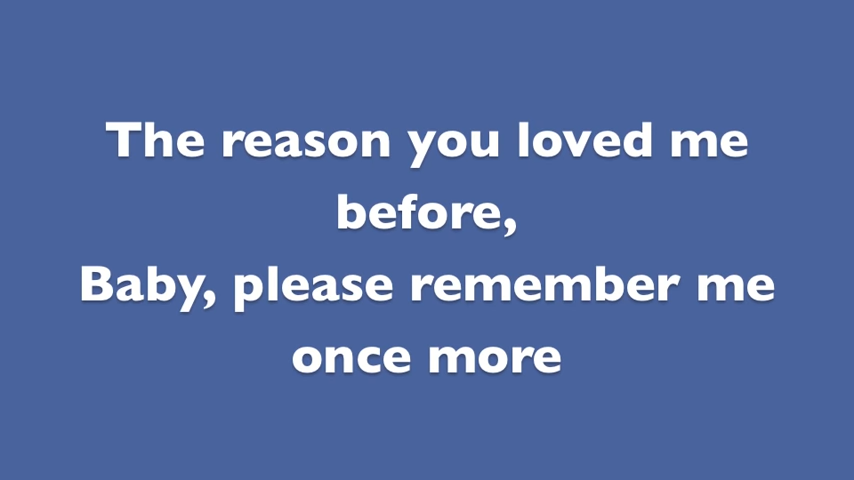 The reason you loved me
before,
Baby, please remember me
once more